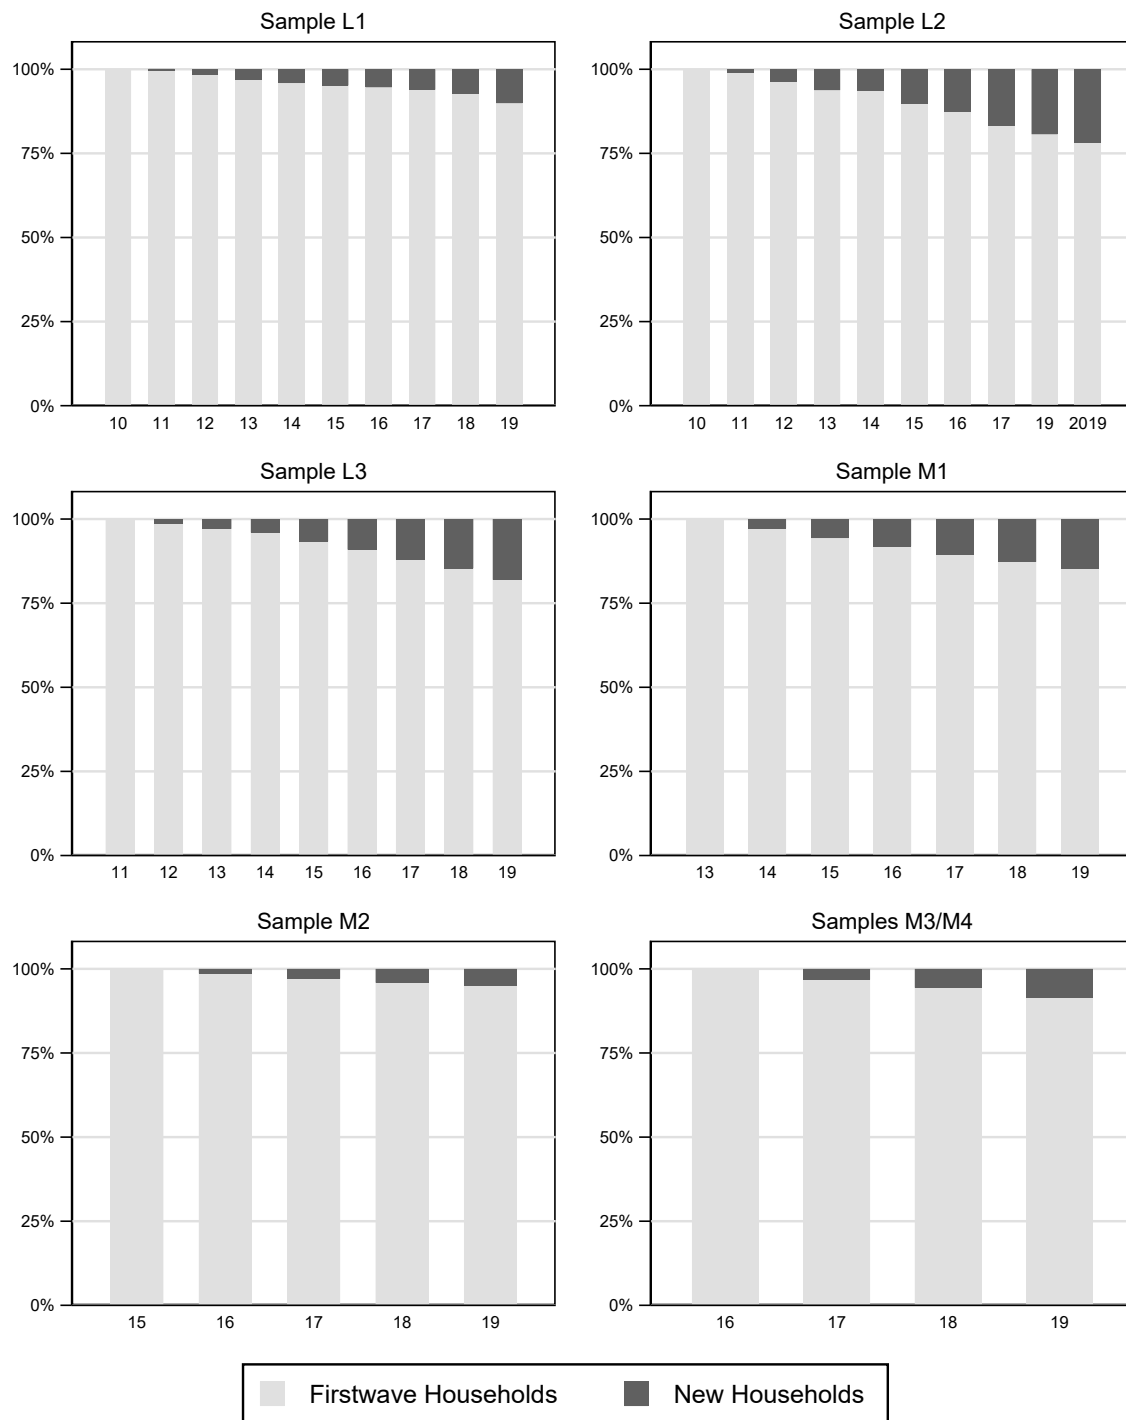 Sample L1
100%
75%
50%
25%
0%
10 11 12 13 14 15 16 17 18 19
Sample L2
100%
75%
50%
25%
0%
10 11 12 13 14 15 16 17 19 2019
Sample L3
100%
75%
50%
25%
0%
11 12 13 14 15 16 17 18 19
Sample M1
100%
75%
50%
25%
0%
13 14 15 16 17 18 19
Sample M2
100%
75%
50%
25%
0%
15 16 17 18 19
Samples M3/M4
100%
75%
50%
25%
0%
16 17 18 19
Firstwave Households New Households